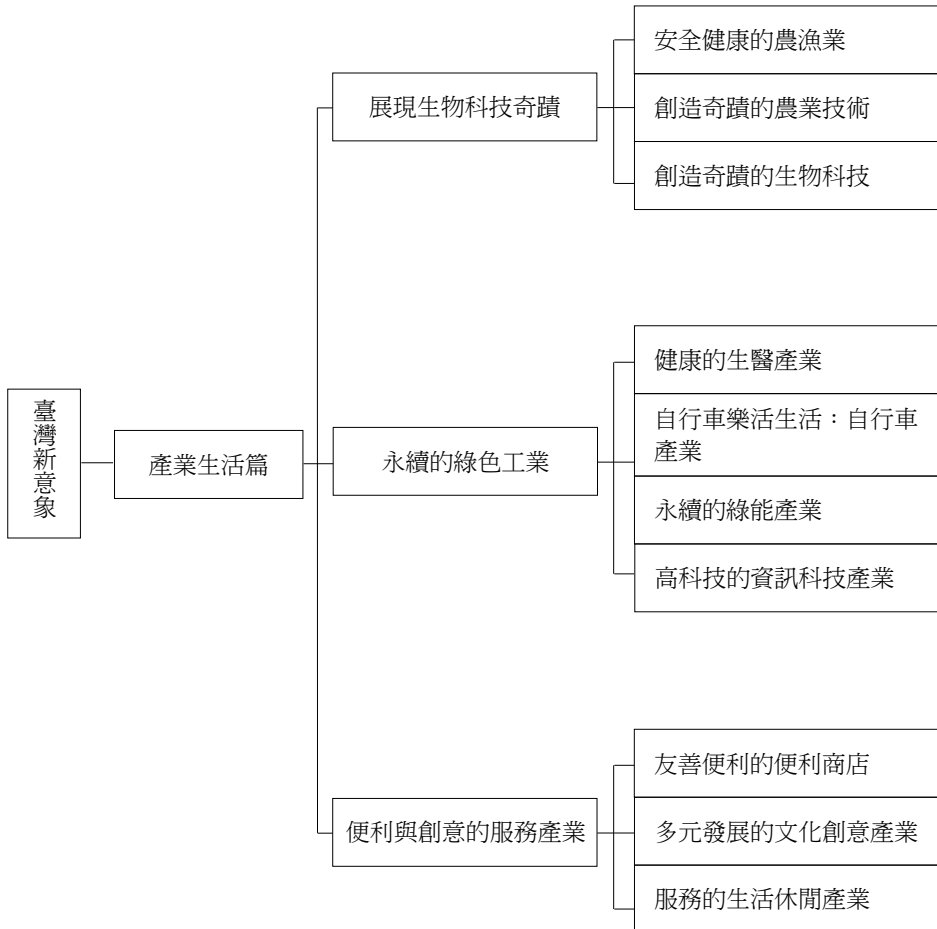 臺灣新意象
產業生活篇
展現生物科技奇蹟
安全健康的農漁業
創造奇蹟的農業技術
創造奇蹟的生物科技
永續的綠色工業
健康的生醫產業
自行車樂活生活：自行車
產業
永續的綠能產業
高科技的資訊科技產業
便利與創意的服務產業
友善便利的便利商店
多元發展的文化創意產業
服務的生活休閒產業